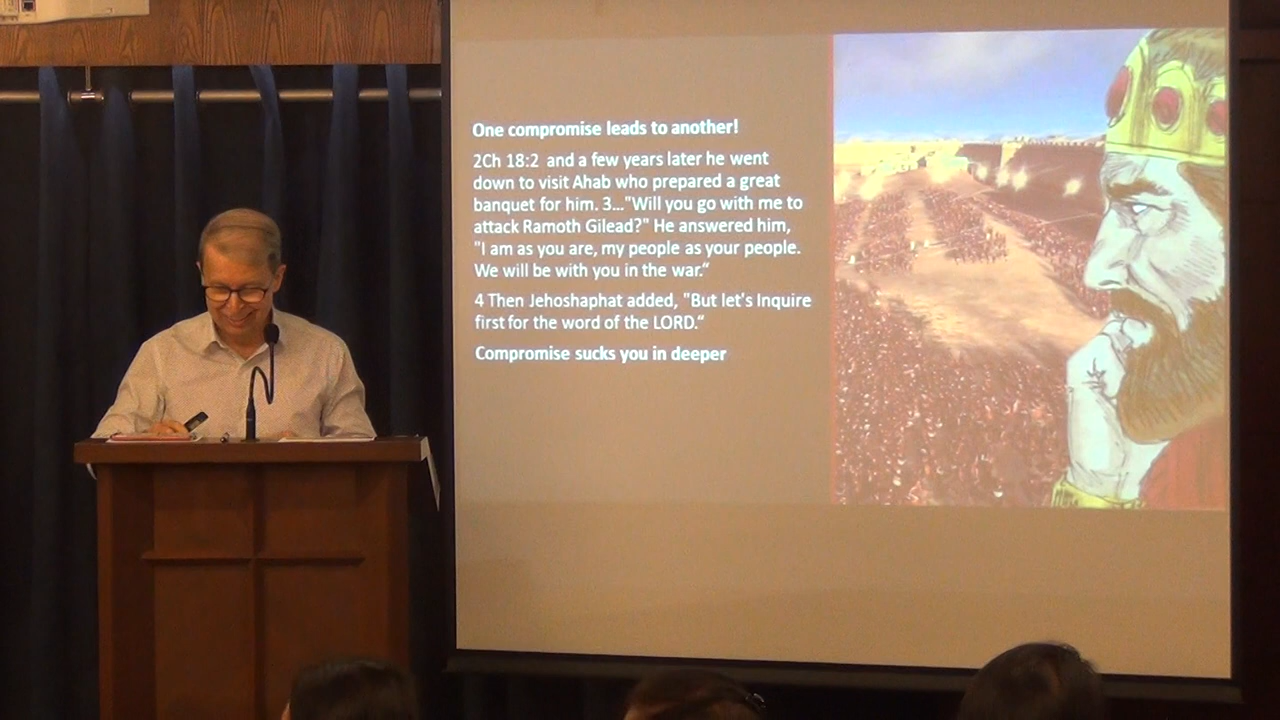 One compromise leads to another!
2Ch 18:2 and a few years later he went
down to visit Ahab who prepared a great
banquet for him. 3..."Will you go with me to
attack Ramoth Gilead?" He answered him,
"I am as you are, my people as your people.
We will be with you in the war.“
4 Then Jehoshaphat added, "But let's Inquire
first for the word of the LORD.“
Compromise sucks you in deeper